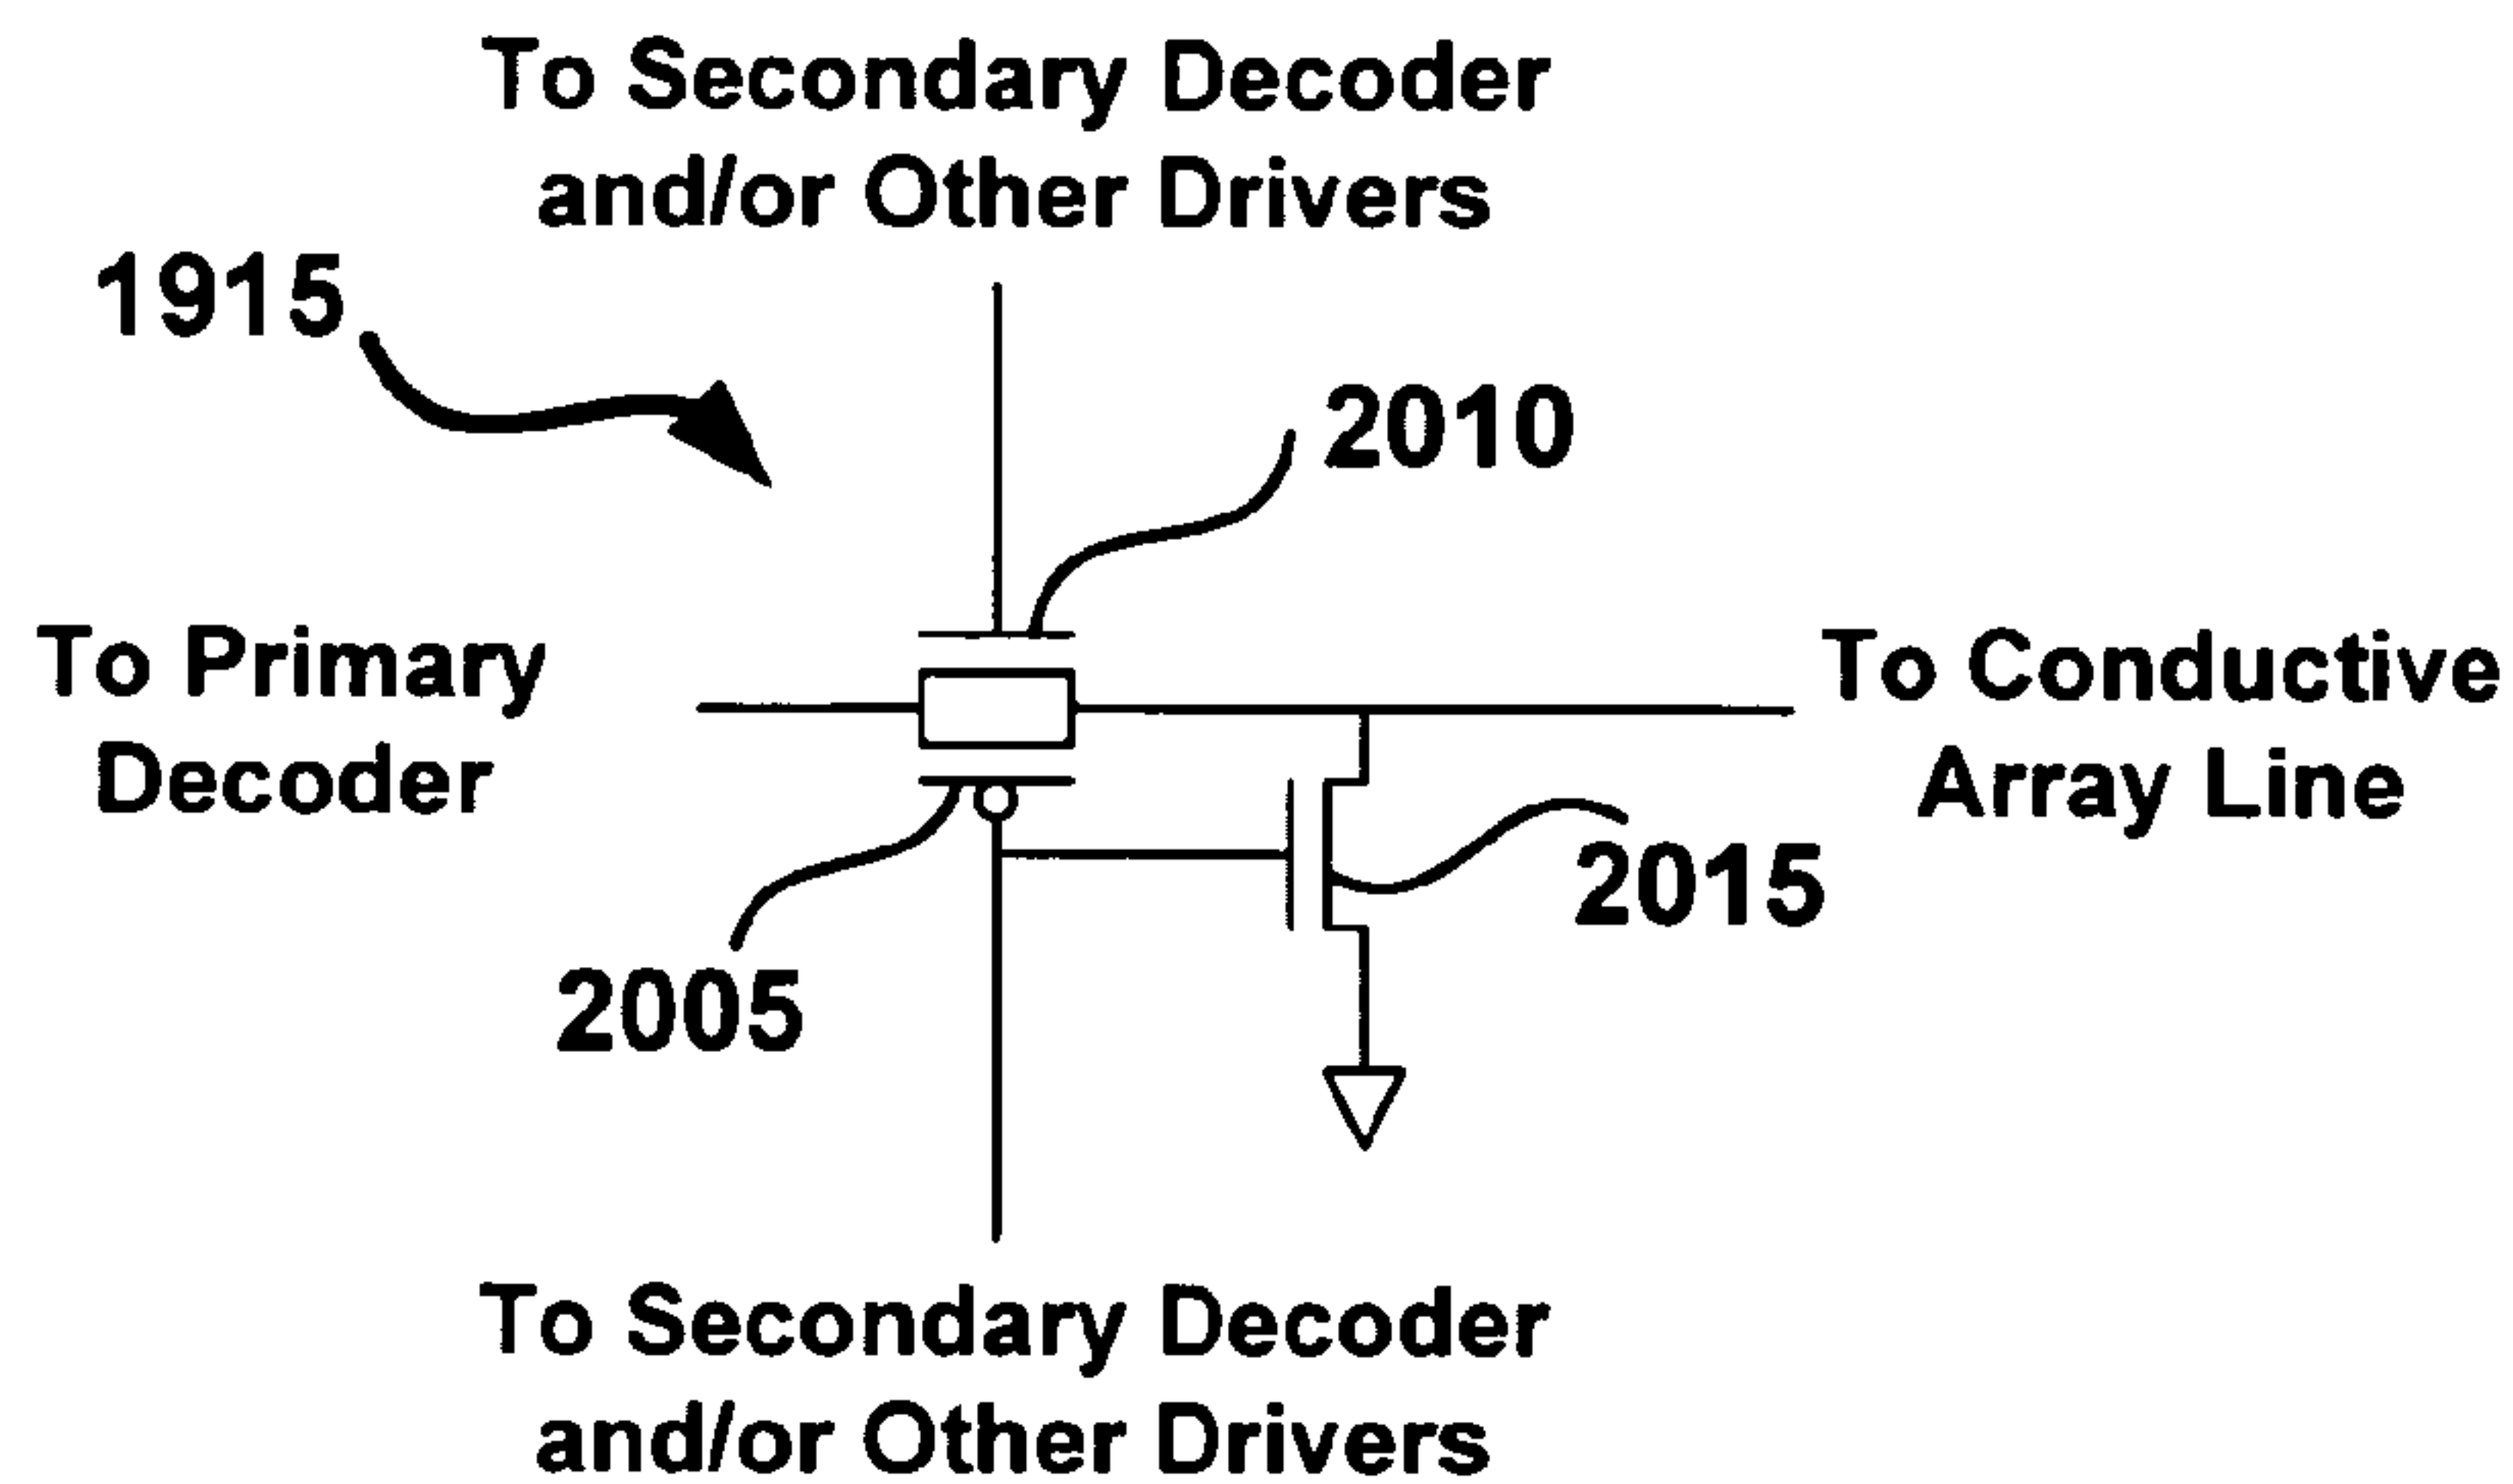 To Secondary Decoder
and/or Other Drivers
1915
2010
To Primary
Decoder
To Conductive
Array Line
2015
2005
To Secondary Decoder
and/or Other Drivers